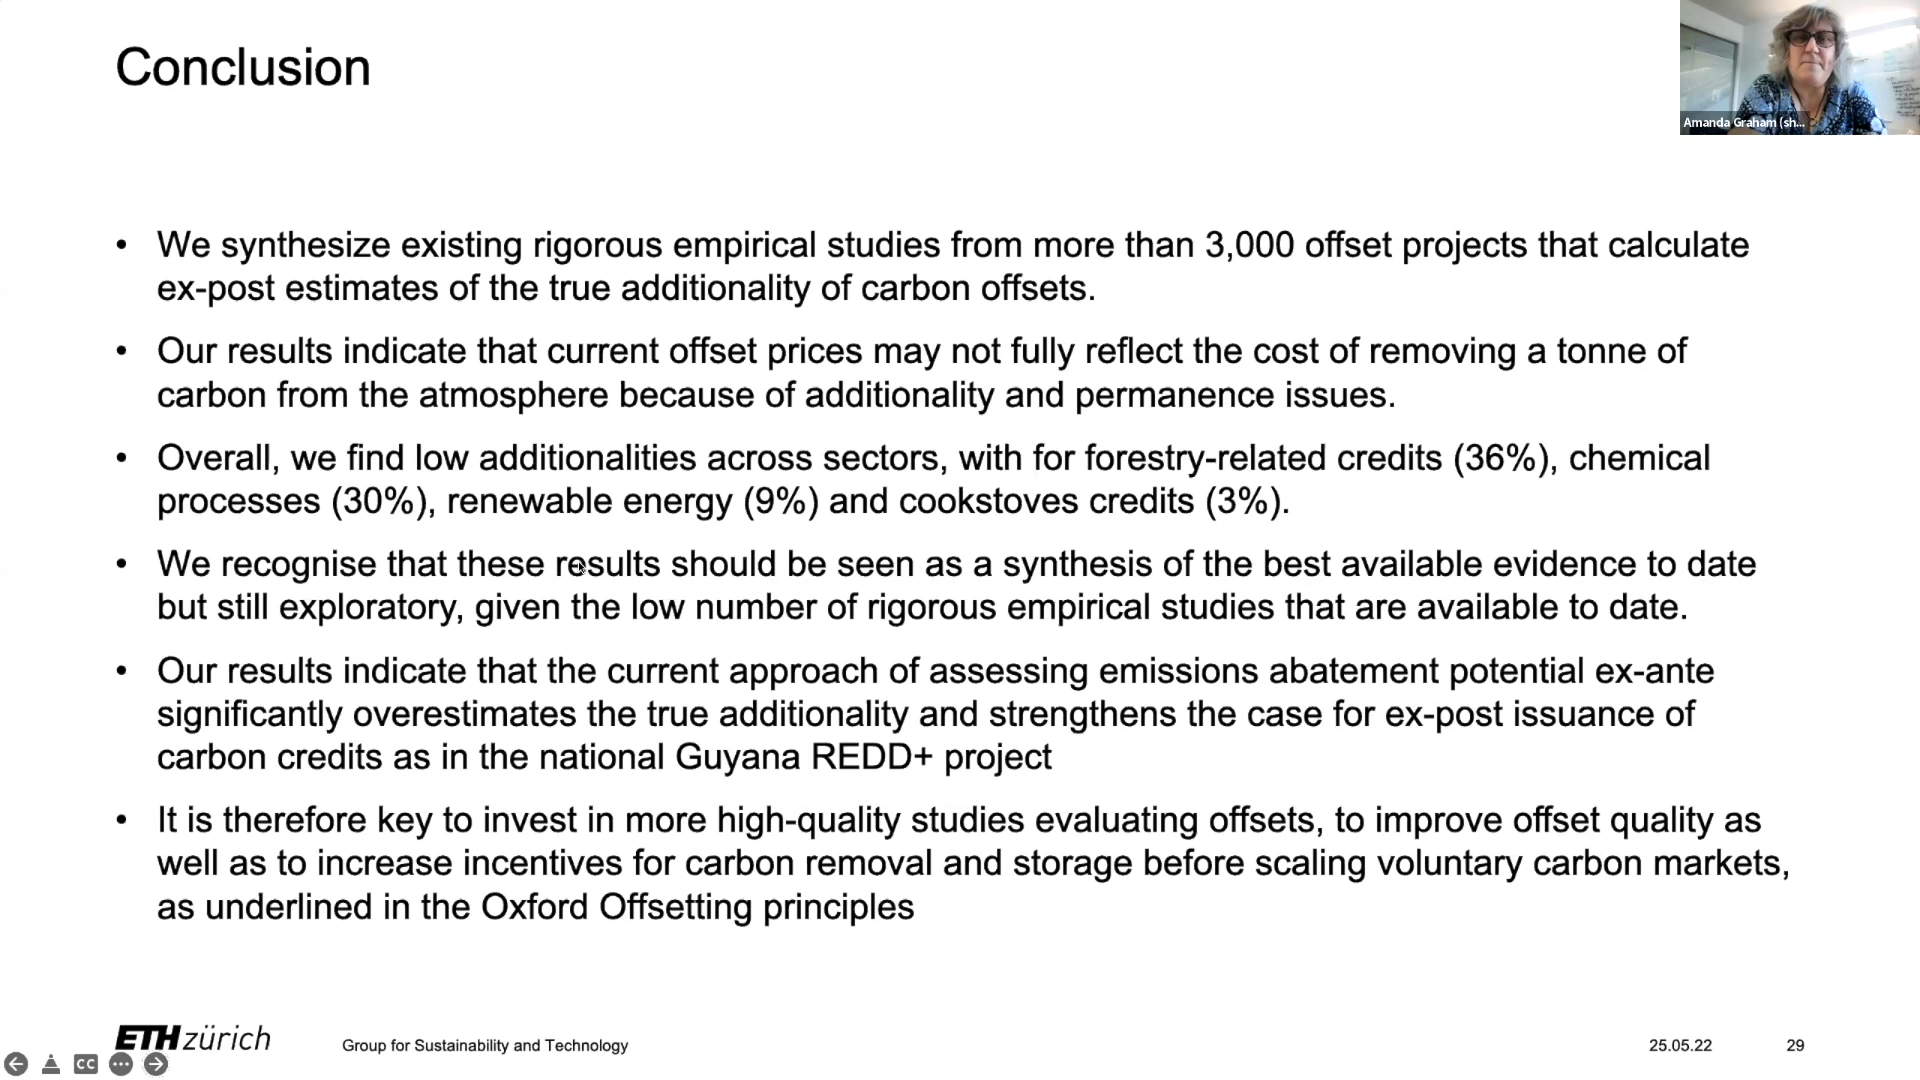 Conclusion
Amanda Graham (sh...
• We synthesize existing rigorous empirical studies from more than 3,000 offset projects that calculate
ex-post estimates of the true additionality of carbon offsets.
• Our results indicate that current offset prices may not fully reflect the cost of removing a tonne of
carbon from the atmosphere because of additionality and permanence issues.
• Overall, we find low additionalities across sectors, with for forestry-related credits (36%), chemical
processes (30%), renewable energy (9%) and cookstoves credits (3%).
• We recognise that these results should be seen as a synthesis of the best available evidence to date
but still exploratory, given the low number of rigorous empirical studies that are available to date.
• Our results indicate that the current approach of assessing emissions abatement potential ex-ante
significantly overestimates the true additionality and strengthens the case for ex-post issuance of
carbon credits as in the national Guyana REDD+ project
• It is therefore key to invest in more high-quality studies evaluating offsets, to improve offset quality as
well as to increase incentives for carbon removal and storage before scaling voluntary carbon markets,
as underlined in the Oxford Offsetting principles
ETH zürich
Group for Sustainability and Technology
25.05.22
29
CC